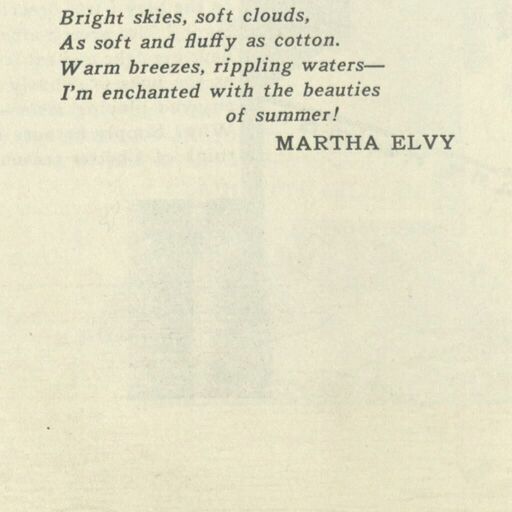 Bright skies, soft clouds,
As soft and fluffy as cotton.
Warm breezes, rippling waters—
I'm enchanted with the beauties
of summer!
MARTHA ELVY